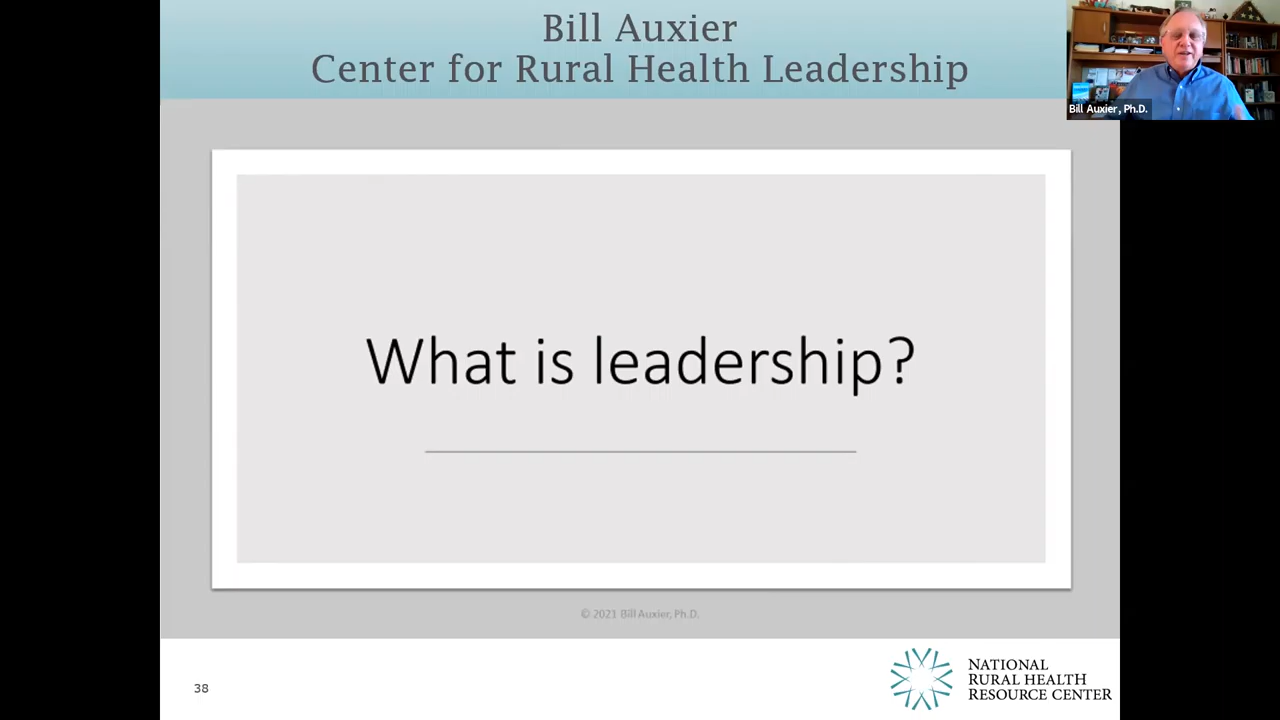 Bill Auxier
Center for Rural Health Leadership
Bill Auxier, Ph.D.
What is leadership?
© 2021 Bill Auxier, Ph.D.
38
NATIONAL
RURAL HEALTH
RESOURCE CENTER